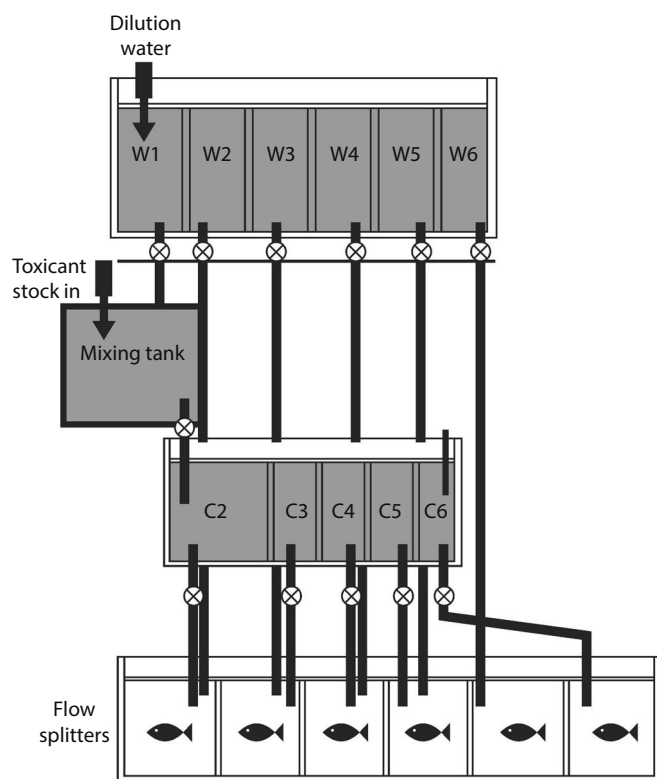 Dilution
water
W1 W2 W3 W4 W5 W6
Toxicant
stock in
Mixing tank
C2 C3 C4 C5 C6
Flow
splitters